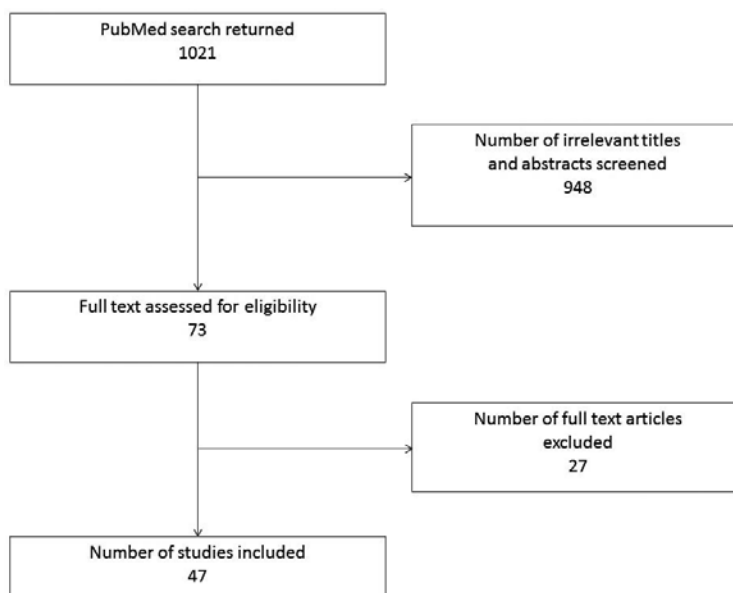 PubMed search returned
1021
Number of irrelevant titles
and abstracts screened
948
Full text assessed for eligibility
73
Number of full text articles
excluded
27
Number of studies included
47